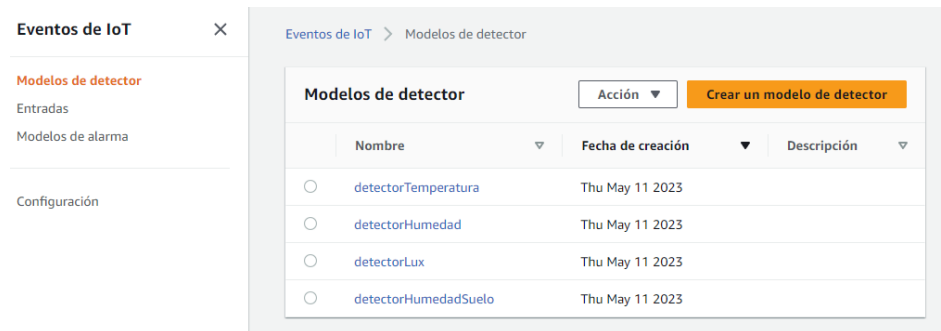 Eventos de IoT
Modelos de detector
Entradas
Modelos de alarma
Configuración
Eventos de IoT > Modelos de detector
Modelos de detector Acción Crear un modelo de detector
Nombre Fecha de creación Descripción
detectorTemperatura Thu May 11 2023
detectorHumedad Thu May 11 2023
detectorLux Thu May 11 2023
detectorHumedadSuelo Thu May 11 2023